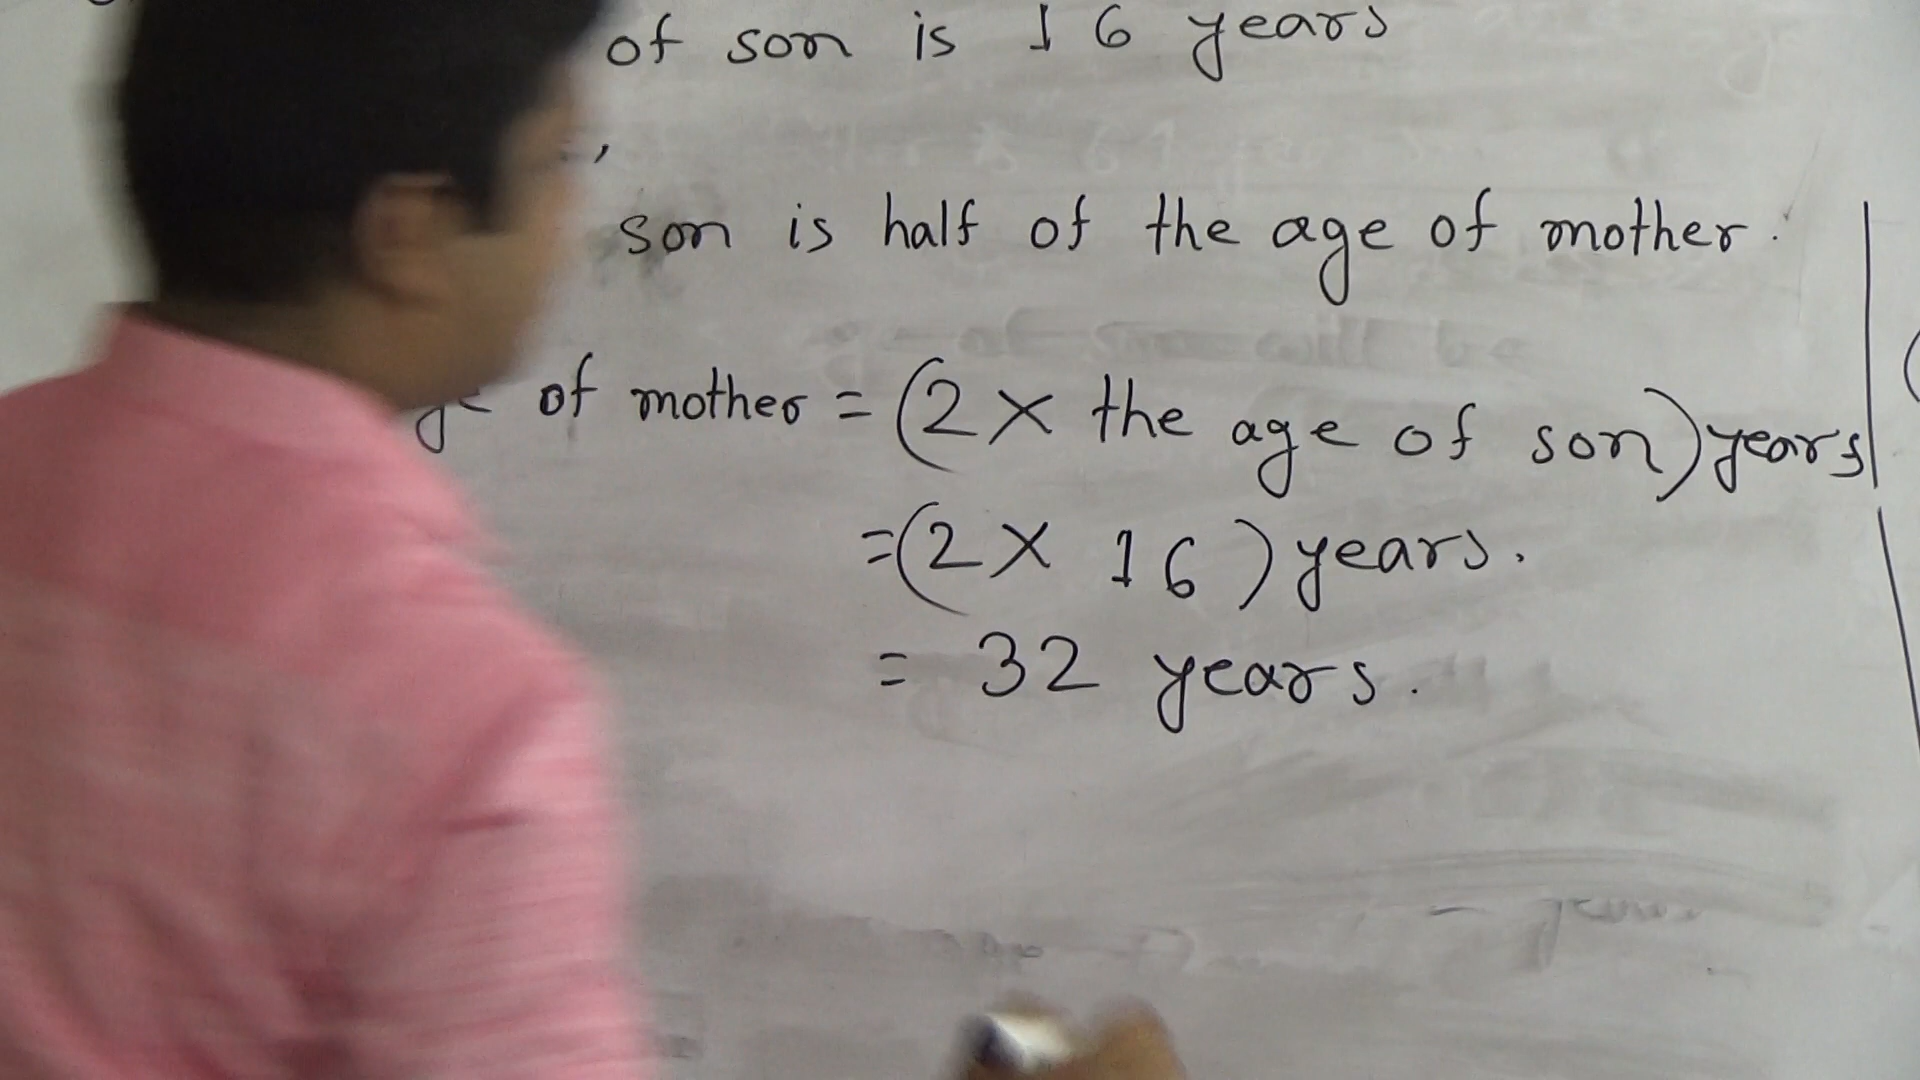 of son is 16 years
,
son is half of the age of mother.
of mother = (2 × the age of son) years
= (2 × 16) years.
= 32 years.